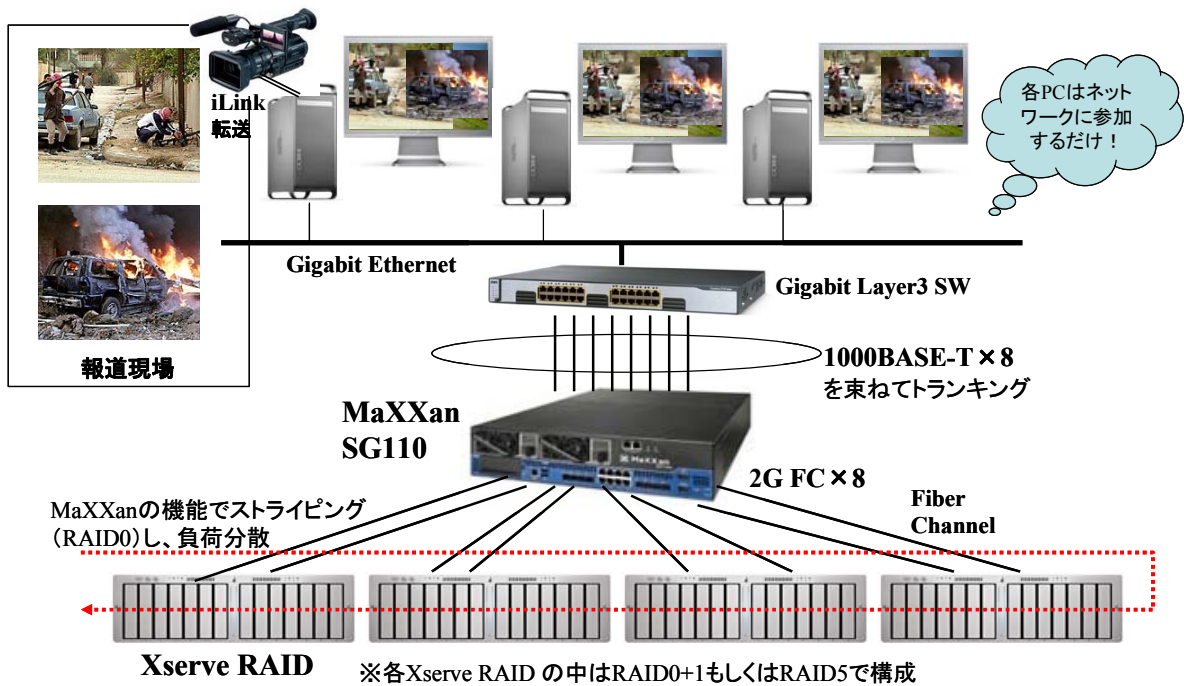 iLink
転送
各PCはネット
ワークに参加
するだけ！
Gigabit Ethernet
Gigabit Layer3 SW
報道現場
1000BASE-T×8
を束ねてトランキング
MaXXan
SG110
MaXXan
2G FC×8
MaXXanの機能でストライピング
（RAID0）し、負荷分散
Fiber
Channel
Xserve RAID
※各Xserve RAID の中はRAID0+1もしくはRAID5で構成